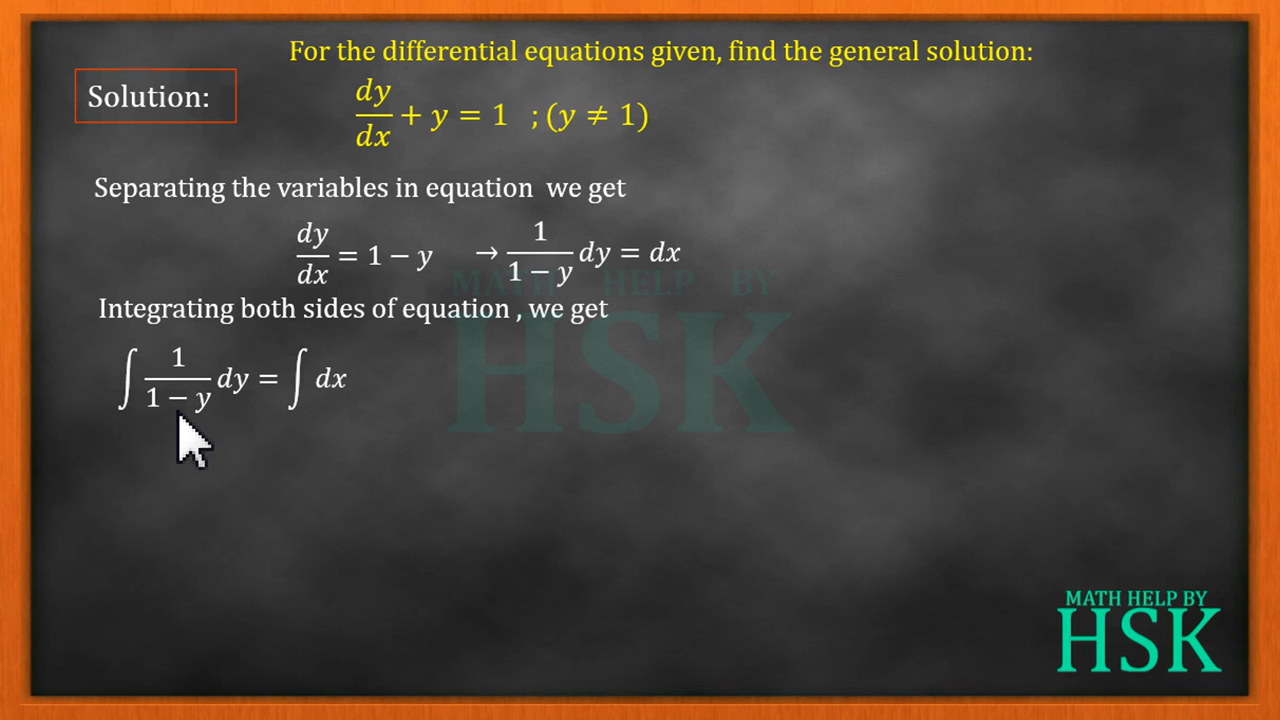 For the differential equations given, find the general solution:
Solution:
dy/dx + y = 1 ; (y ≠ 1)
Separating the variables in equation we get
dy/dx = 1 − y → 1/(1 − y) dy = dx
MATH HELP BY
Integrating both sides of equation , we get
HSK
∫ 1/(1 − y) dy = ∫ dx
MATH HELP BY
HSK